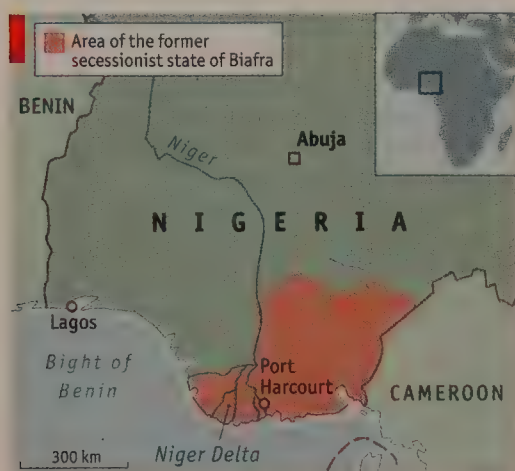 Area of the former
secessionist state of Biafra
BENIN
Niger
Abuja
NIGERIA
Lagos
Bight of
Benin
Port
Harcourt
CAMEROON
300 km
Niger Delta